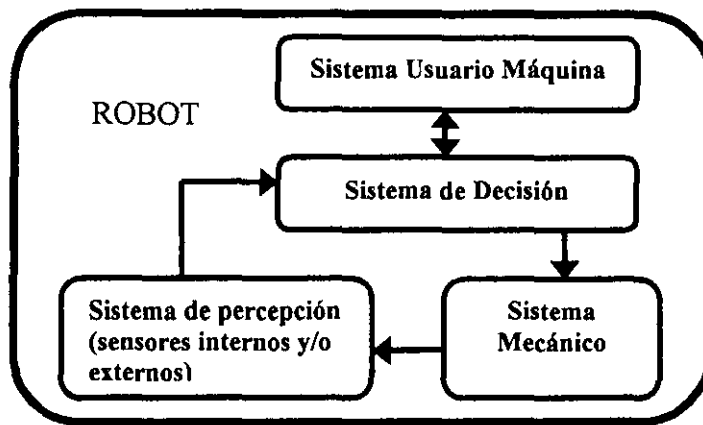 Sistema Usuario Máquina
ROBOT
Sistema de Decisión
Sistema de percepción
(sensores internos y/o
externos)
Sistema
Mecánico